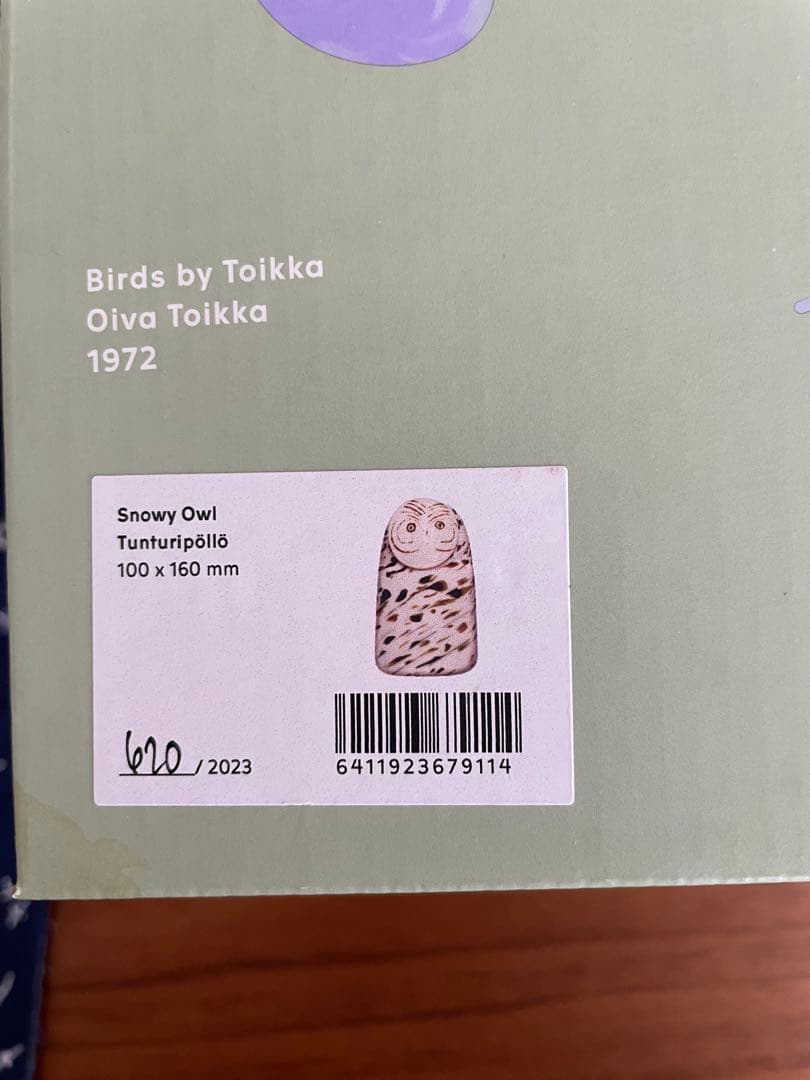 Birds by Toikka
Oiva Toikka
1972
Snowy Owl
Tunturipöllö
100 x 160 mm
620 / 2023
6411923679114